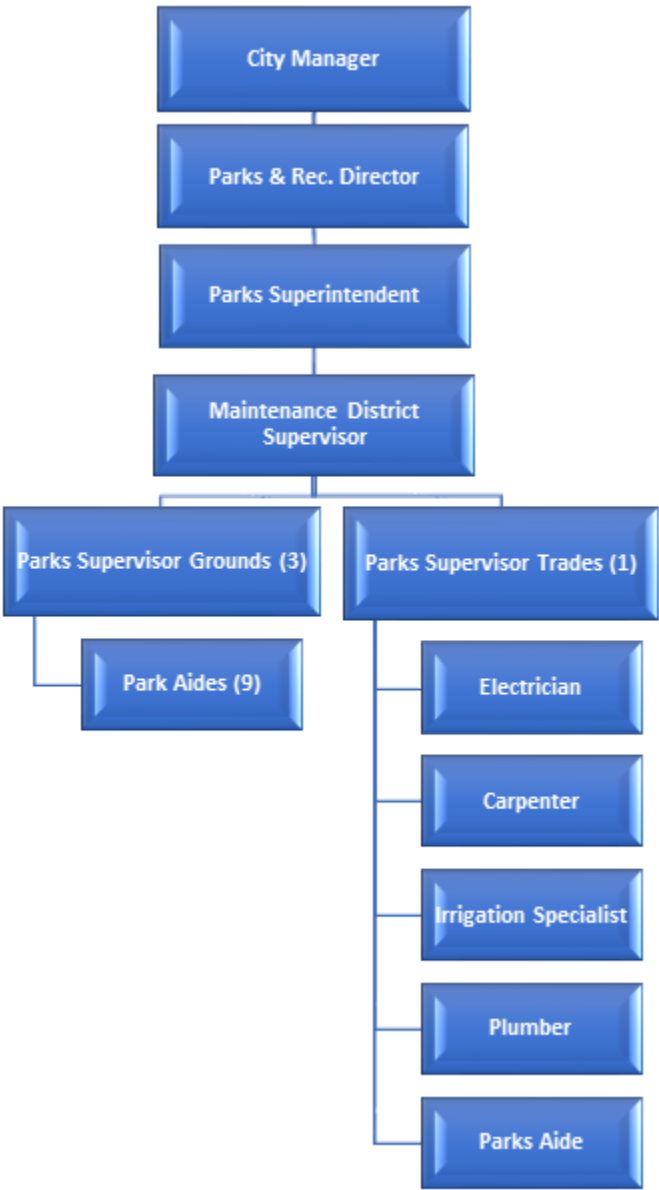 City Manager
Parks & Rec. Director
Parks Superintendent
Maintenance District
Supervisor
Parks Supervisor Grounds (3)
Park Aides (9)
Parks Supervisor Trades (1)
Electrician
Carpenter
Irrigation Specialist
Plumber
Parks Aide